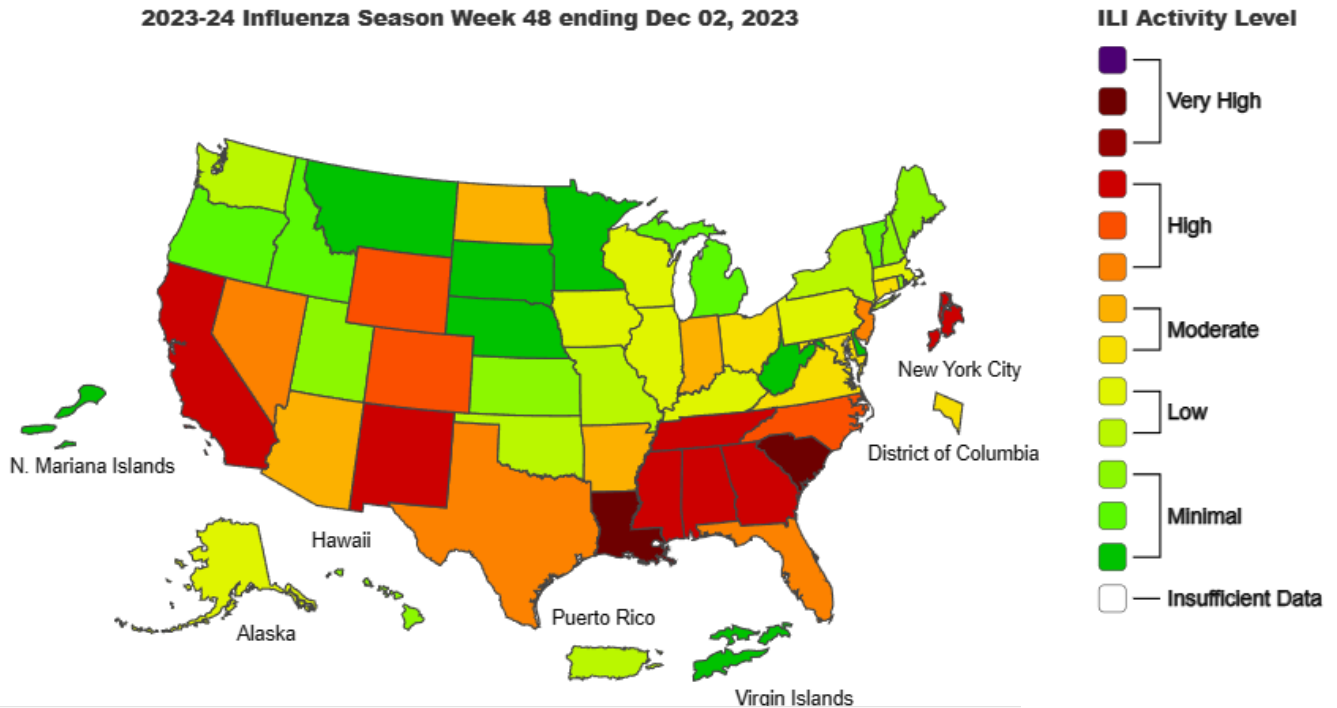 2023-24 Influenza Season Week 48 ending Dec 02, 2023
ILI Activity Level
Very High
High
Moderate
Low
Minimal
Insufficient Data
New York City
District of Columbia
N. Mariana Islands
Hawaii
Alaska
Puerto Rico
Virgin Islands